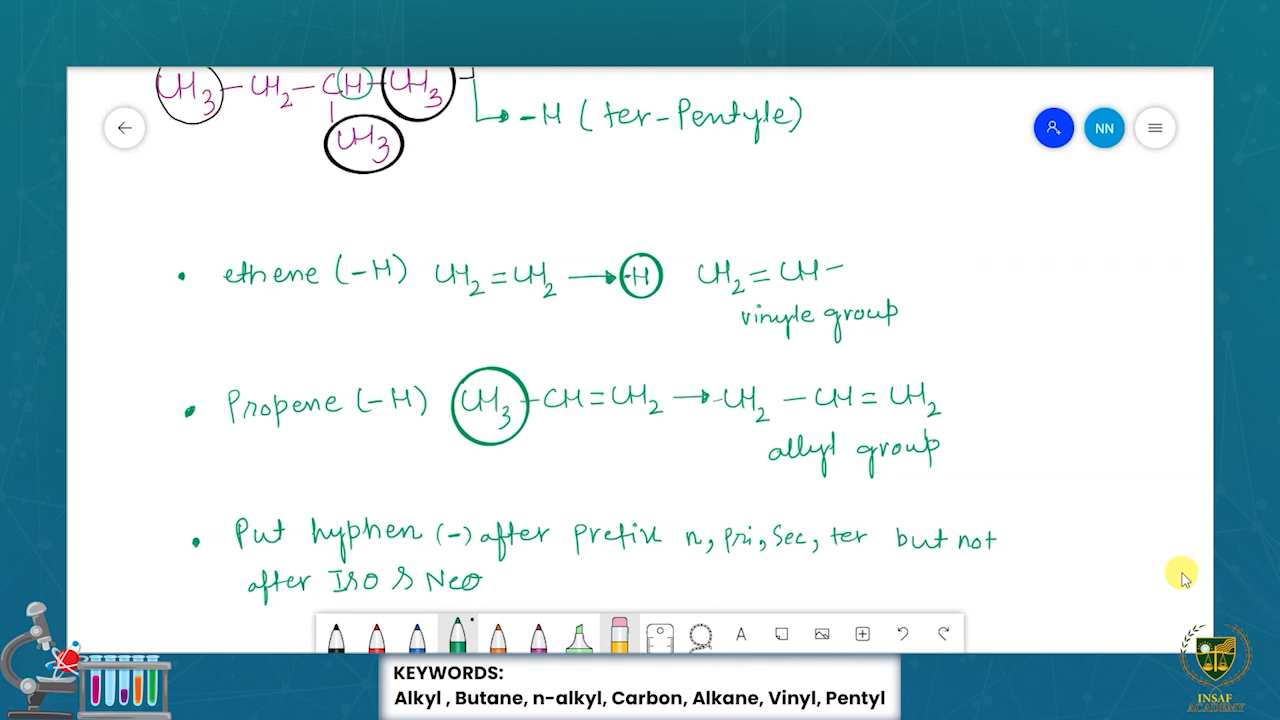 CH3 – CH2 – CH – CH3
CH3
→ -H (ter-Pentyle)
NN
• ethene (-H) CH2 = CH2 → -H CH2 = CH –
vinyle group
• Propene (-H) CH3 – CH = CH2 → -CH2 – CH = CH2
allyl group
• Put hyphen (-) after prefix n, pri, sec, ter but not
after Iso & Neo
A
KEYWORDS:
Alkyl , Butane, n-alkyl, Carbon, Alkane, Vinyl, Pentyl
INSAF
ACADEMY